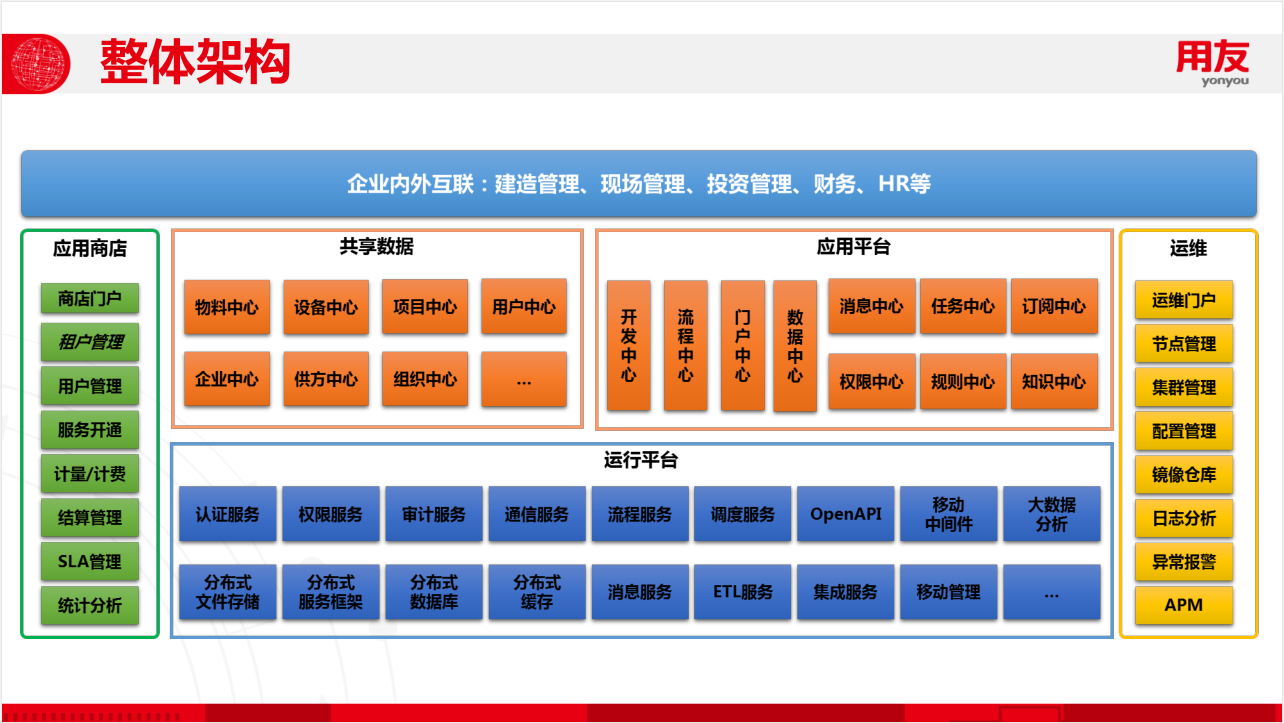 整体架构
用友
yonyou
企业内外互联：建造管理、现场管理、投资管理、财务、HR等
应用商店
商店门户
租户管理
用户管理
服务开通
计量/计费
结算管理
SLA管理
统计分析
共享数据
物料中心
设备中心
项目中心
用户中心
企业中心
供方中心
组织中心
...
应用平台
开发中心
流程中心
门户中心
数据中心
消息中心
任务中心
订阅中心
权限中心
规则中心
知识中心
运行平台
认证服务
权限服务
审计服务
通信服务
流程服务
调度服务
OpenAPI
移动
中间件
大数据
分析
分布式
文件存储
分布式
服务框架
分布式
数据库
分布式
缓存
消息服务
ETL服务
集成服务
移动管理
...
运维
运维门户
节点管理
集群管理
配置管理
镜像仓库
日志分析
异常报警
APM